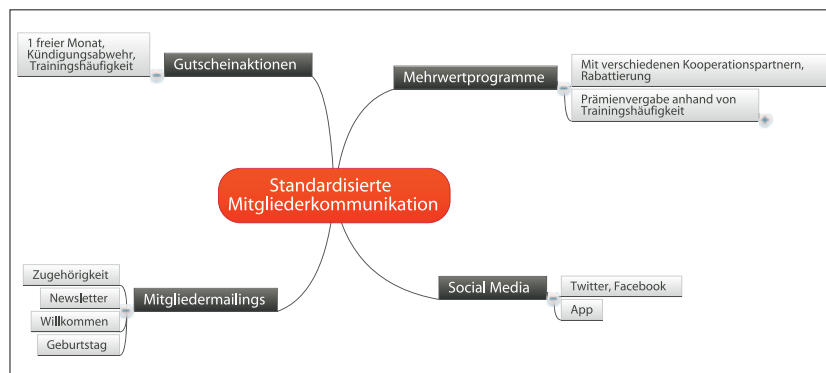 1 freier Monat,
Kündigungsabwehr,
Trainingshäufigkeit
Gutscheinaktionen
Mehrwertprogramme
Mit verschiedenen Kooperationspartnern,
Rabattierung
Prämienvergabe anhand von
Trainingshäufigkeit
Standardisierte
Mitgliederkommunikation
Zugehörigkeit
Newsletter
Willkommen
Geburtstag
Mitgliedermailings
Social Media
Twitter, Facebook
App